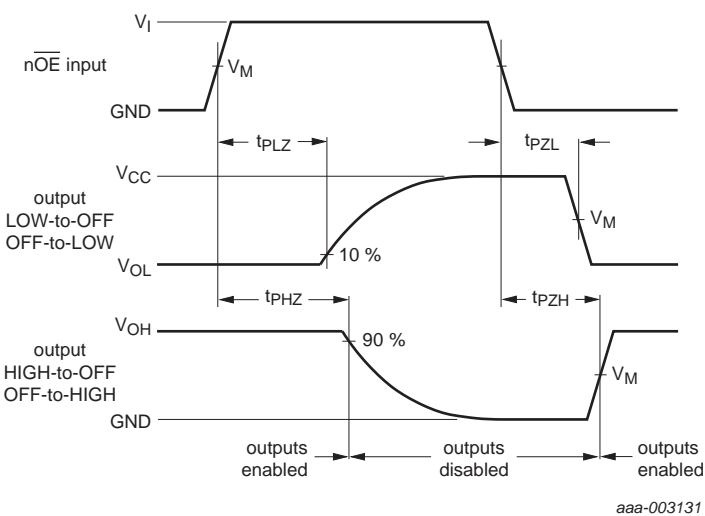 V_I
n\overline{OE} input
V_M
GND
t_PLZ
t_PZL
V_CC
output
LOW-to-OFF
OFF-to-LOW
V_M
10 %
V_OL
t_PHZ
t_PZH
V_OH
output
HIGH-to-OFF
OFF-to-HIGH
90 %
V_M
GND
outputs
enabled
outputs
disabled
outputs
enabled
aaa-003131